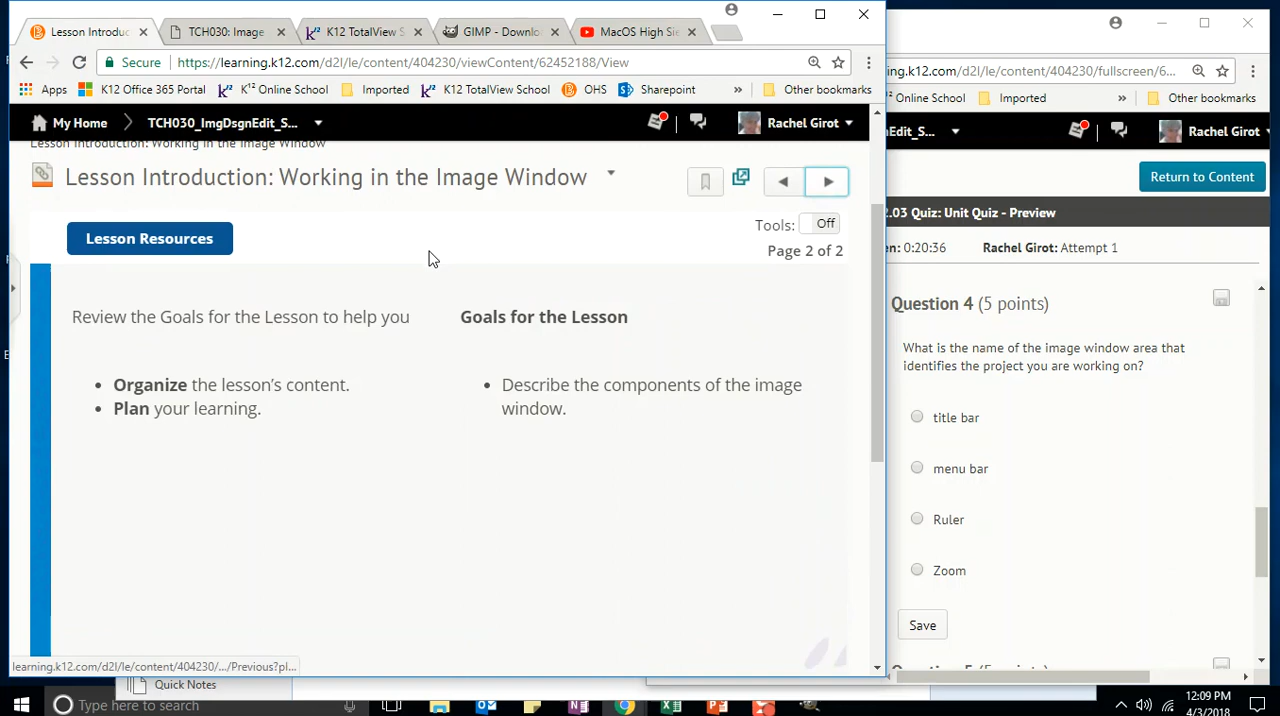 Lesson Introduc
TCH030: Image
K12 TotalView S
GIMP - Downlo
MacOS High Sie
Secure
https://learning.k12.com/d2l/le/content/404230/viewContent/62452188/View
ng.k12.com/d2l/le/content/404230/fullscreen/6...
Apps
K12 Office 365 Portal
K¹² Online School
Imported
K12 TotalView School
OHS
Sharepoint
»
Other bookmarks
Online School
Imported
»
Other bookmarks
My Home
TCH030_ImgDsgnEdit_S...
Rachel Girot
Edit_S...
Rachel Girot
Lesson Introduction: Working in the Image Window
Lesson Introduction: Working in the Image Window
Return to Content
2.03 Quiz: Unit Quiz - Preview
Lesson Resources
Tools: Off
Page 2 of 2
en: 0:20:36
Rachel Girot: Attempt 1
Review the Goals for the Lesson to help you
• Organize the lesson's content.
• Plan your learning.
Goals for the Lesson
• Describe the components of the image
window.
Question 4 (5 points)
What is the name of the image window area that
identifies the project you are working on?
title bar
menu bar
Ruler
Zoom
Save
learning.k12.com/d2l/le/content/404230/.../Previous?pl...
Quick Notes
Type here to search
12:09 PM
4/3/2018